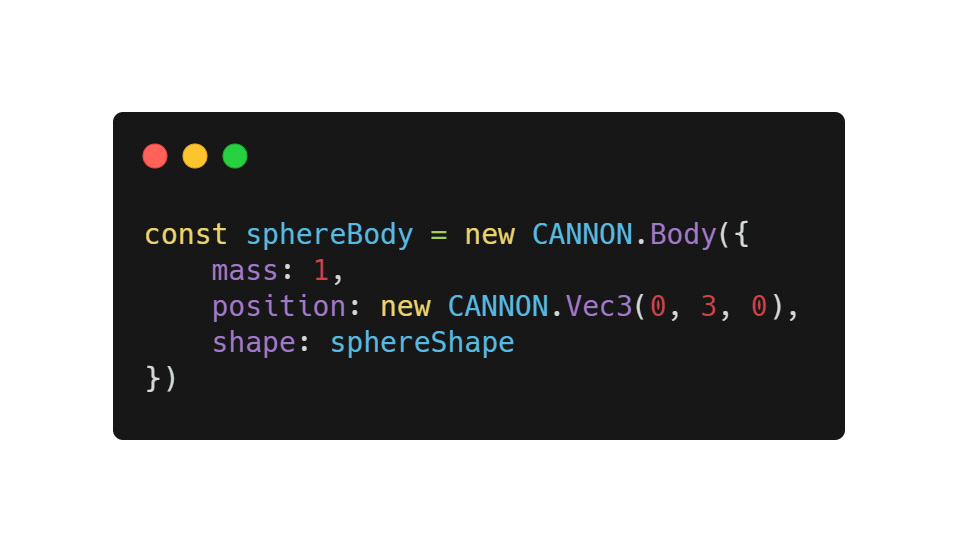 const sphereBody = new CANNON.Body({
    mass: 1,
    position: new CANNON.Vec3(0, 3, 0),
    shape: sphereShape
})